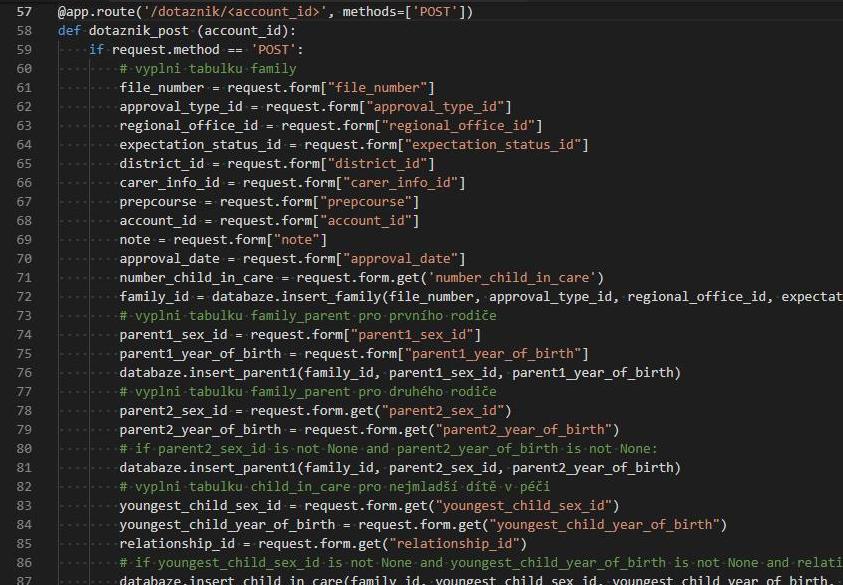 57 @app.route('/dotaznik/<account_id>', methods=['POST'])
58 def dotaznik_post (account_id):
59 if request.method == 'POST':
60 # vyplni tabulku family
61 file_number = request.form["file_number"]
62 approval_type_id = request.form["approval_type_id"]
63 regional_office_id = request.form["regional_office_id"]
64 expectation_status_id = request.form["expectation_status_id"]
65 district_id = request.form["district_id"]
66 carer_info_id = request.form["carer_info_id"]
67 prepcourse = request.form["prepcourse"]
68 account_id = request.form["account_id"]
69 note = request.form["note"]
70 approval_date = request.form["approval_date"]
71 number_child_in_care = request.form.get('number_child_in_care')
72 family_id = databaze.insert_family(file_number, approval_type_id, regional_office_id, expectat
73 # vyplni tabulku family_parent pro prvního rodiče
74 parent1_sex_id = request.form["parent1_sex_id"]
75 parent1_year_of_birth = request.form["parent1_year_of_birth"]
76 databaze.insert_parent1(family_id, parent1_sex_id, parent1_year_of_birth)
77 # vyplni tabulku family_parent pro druhého rodiče
78 parent2_sex_id = request.form.get("parent2_sex_id")
79 parent2_year_of_birth = request.form.get("parent2_year_of_birth")
80 # if parent2_sex_id is not None and parent2_year_of_birth is not None:
81 databaze.insert_parent1(family_id, parent2_sex_id, parent2_year_of_birth)
82 # vyplni tabulku child_in_care pro nejmladší dítě v péči
83 youngest_child_sex_id = request.form.get("youngest_child_sex_id")
84 youngest_child_year_of_birth = request.form.get("youngest_child_year_of_birth")
85 relationship_id = request.form.get("relationship_id")
86 # if youngest_child_sex_id is not None and youngest_child_year_of_birth is not None and relati
87 databaze.insert_child_in_care(family_id, youngest_child_sex_id, youngest_child_year_of_birth,